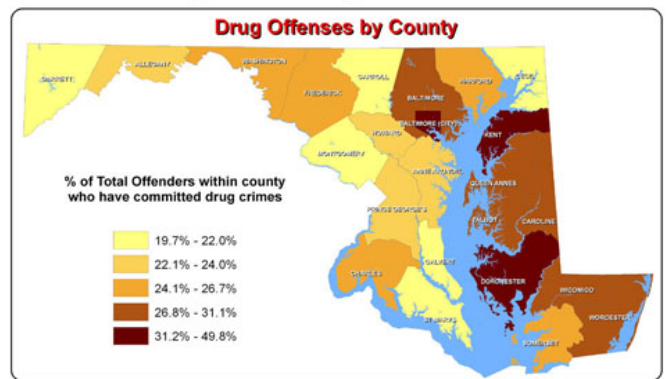 Drug Offenses by County
GARRETT
ALLEGANY
WASHINGTON
FREDERICK
CARROLL
BALTIMORE
HARFORD
CECIL
BALTIMORE (CITY)
KENT
HOWARD
MONTGOMERY
ANNE ARUNDEL
QUEEN ANNES
% of Total Offenders within county
who have committed drug crimes
PRINCE GEORGE'S
TALBOT
CAROLINE
19.7% - 22.0%
22.1% - 24.0%
24.1% - 26.7%
26.8% - 31.1%
31.2% - 49.8%
CALVERT
CHARLES
DORCHESTER
WICOMICO
ST MARYS
WORCESTER
SOMERSET